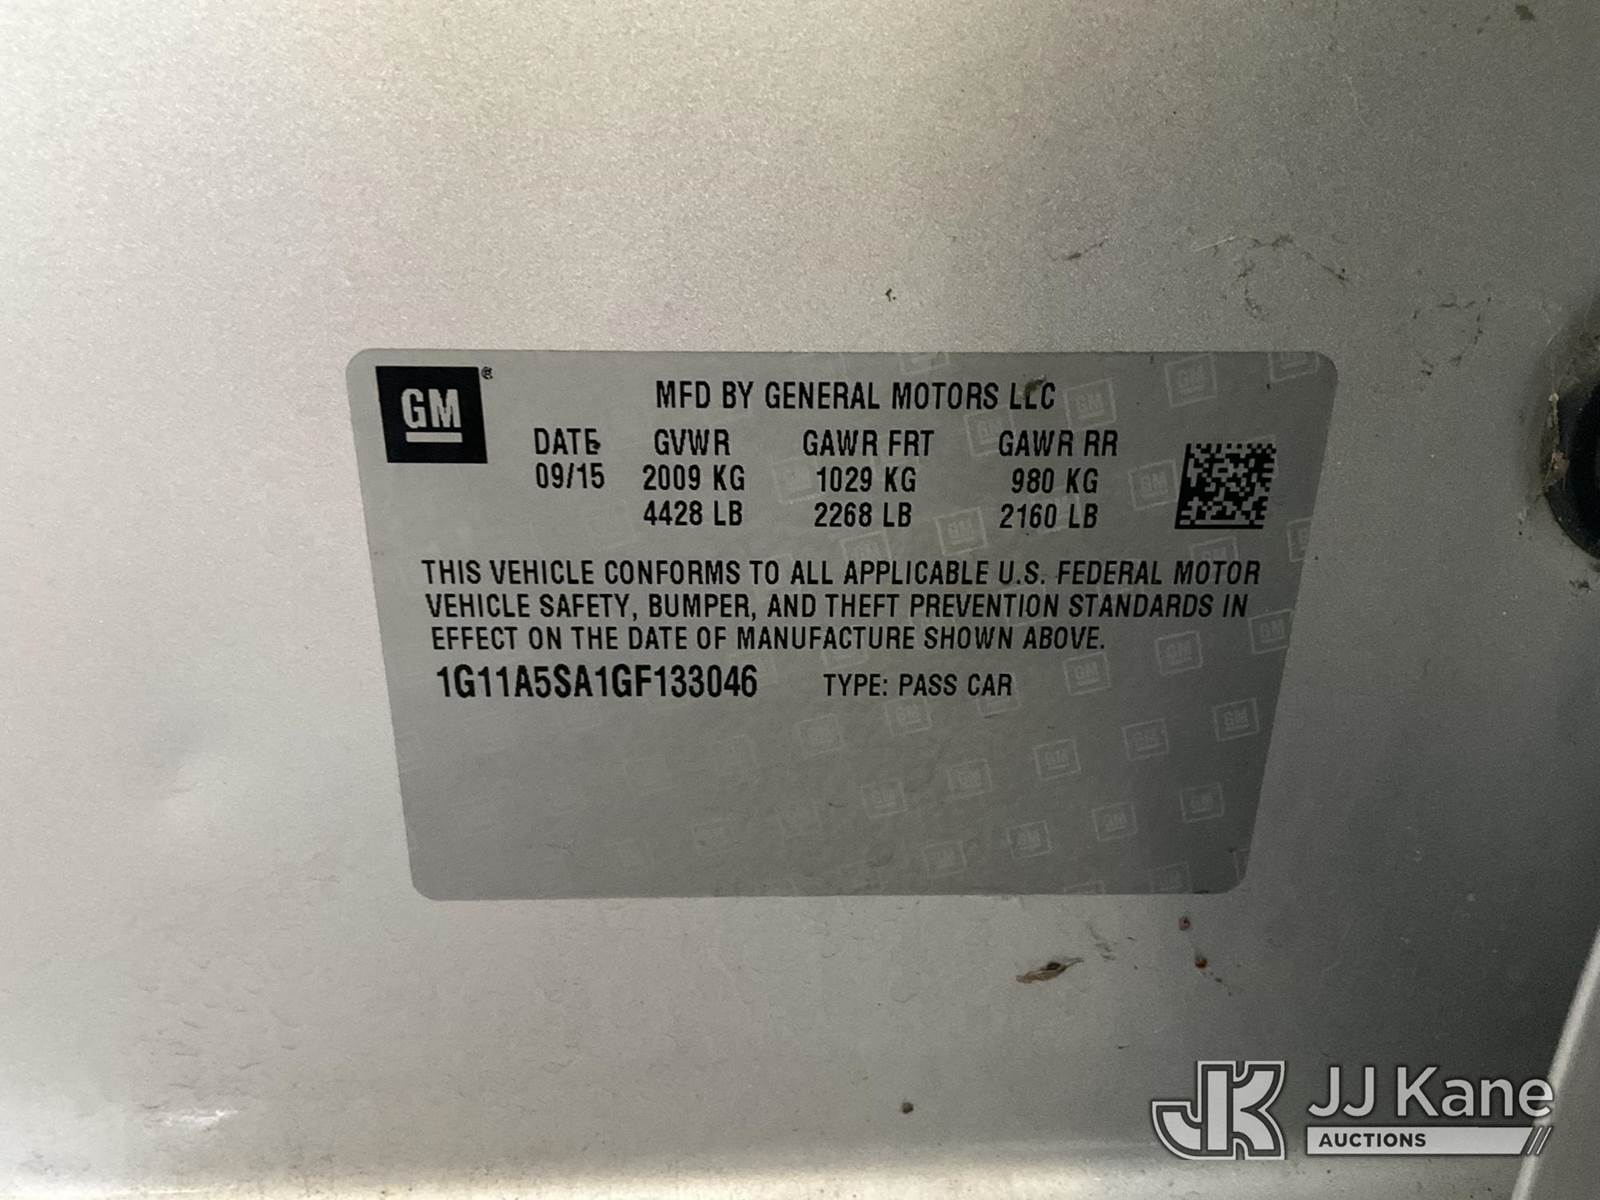 GM®
MFD BY GENERAL MOTORS LLC
DATE GVWR GAWR FRT GAWR RR
09/15 2009 KG 1029 KG 980 KG
4428 LB 2268 LB 2160 LB
THIS VEHICLE CONFORMS TO ALL APPLICABLE U.S. FEDERAL MOTOR
VEHICLE SAFETY, BUMPER, AND THEFT PREVENTION STANDARDS IN
EFFECT ON THE DATE OF MANUFACTURE SHOWN ABOVE.
1G11A5SA1GF133046 TYPE: PASS CAR
JK JJ Kane
AUCTIONS